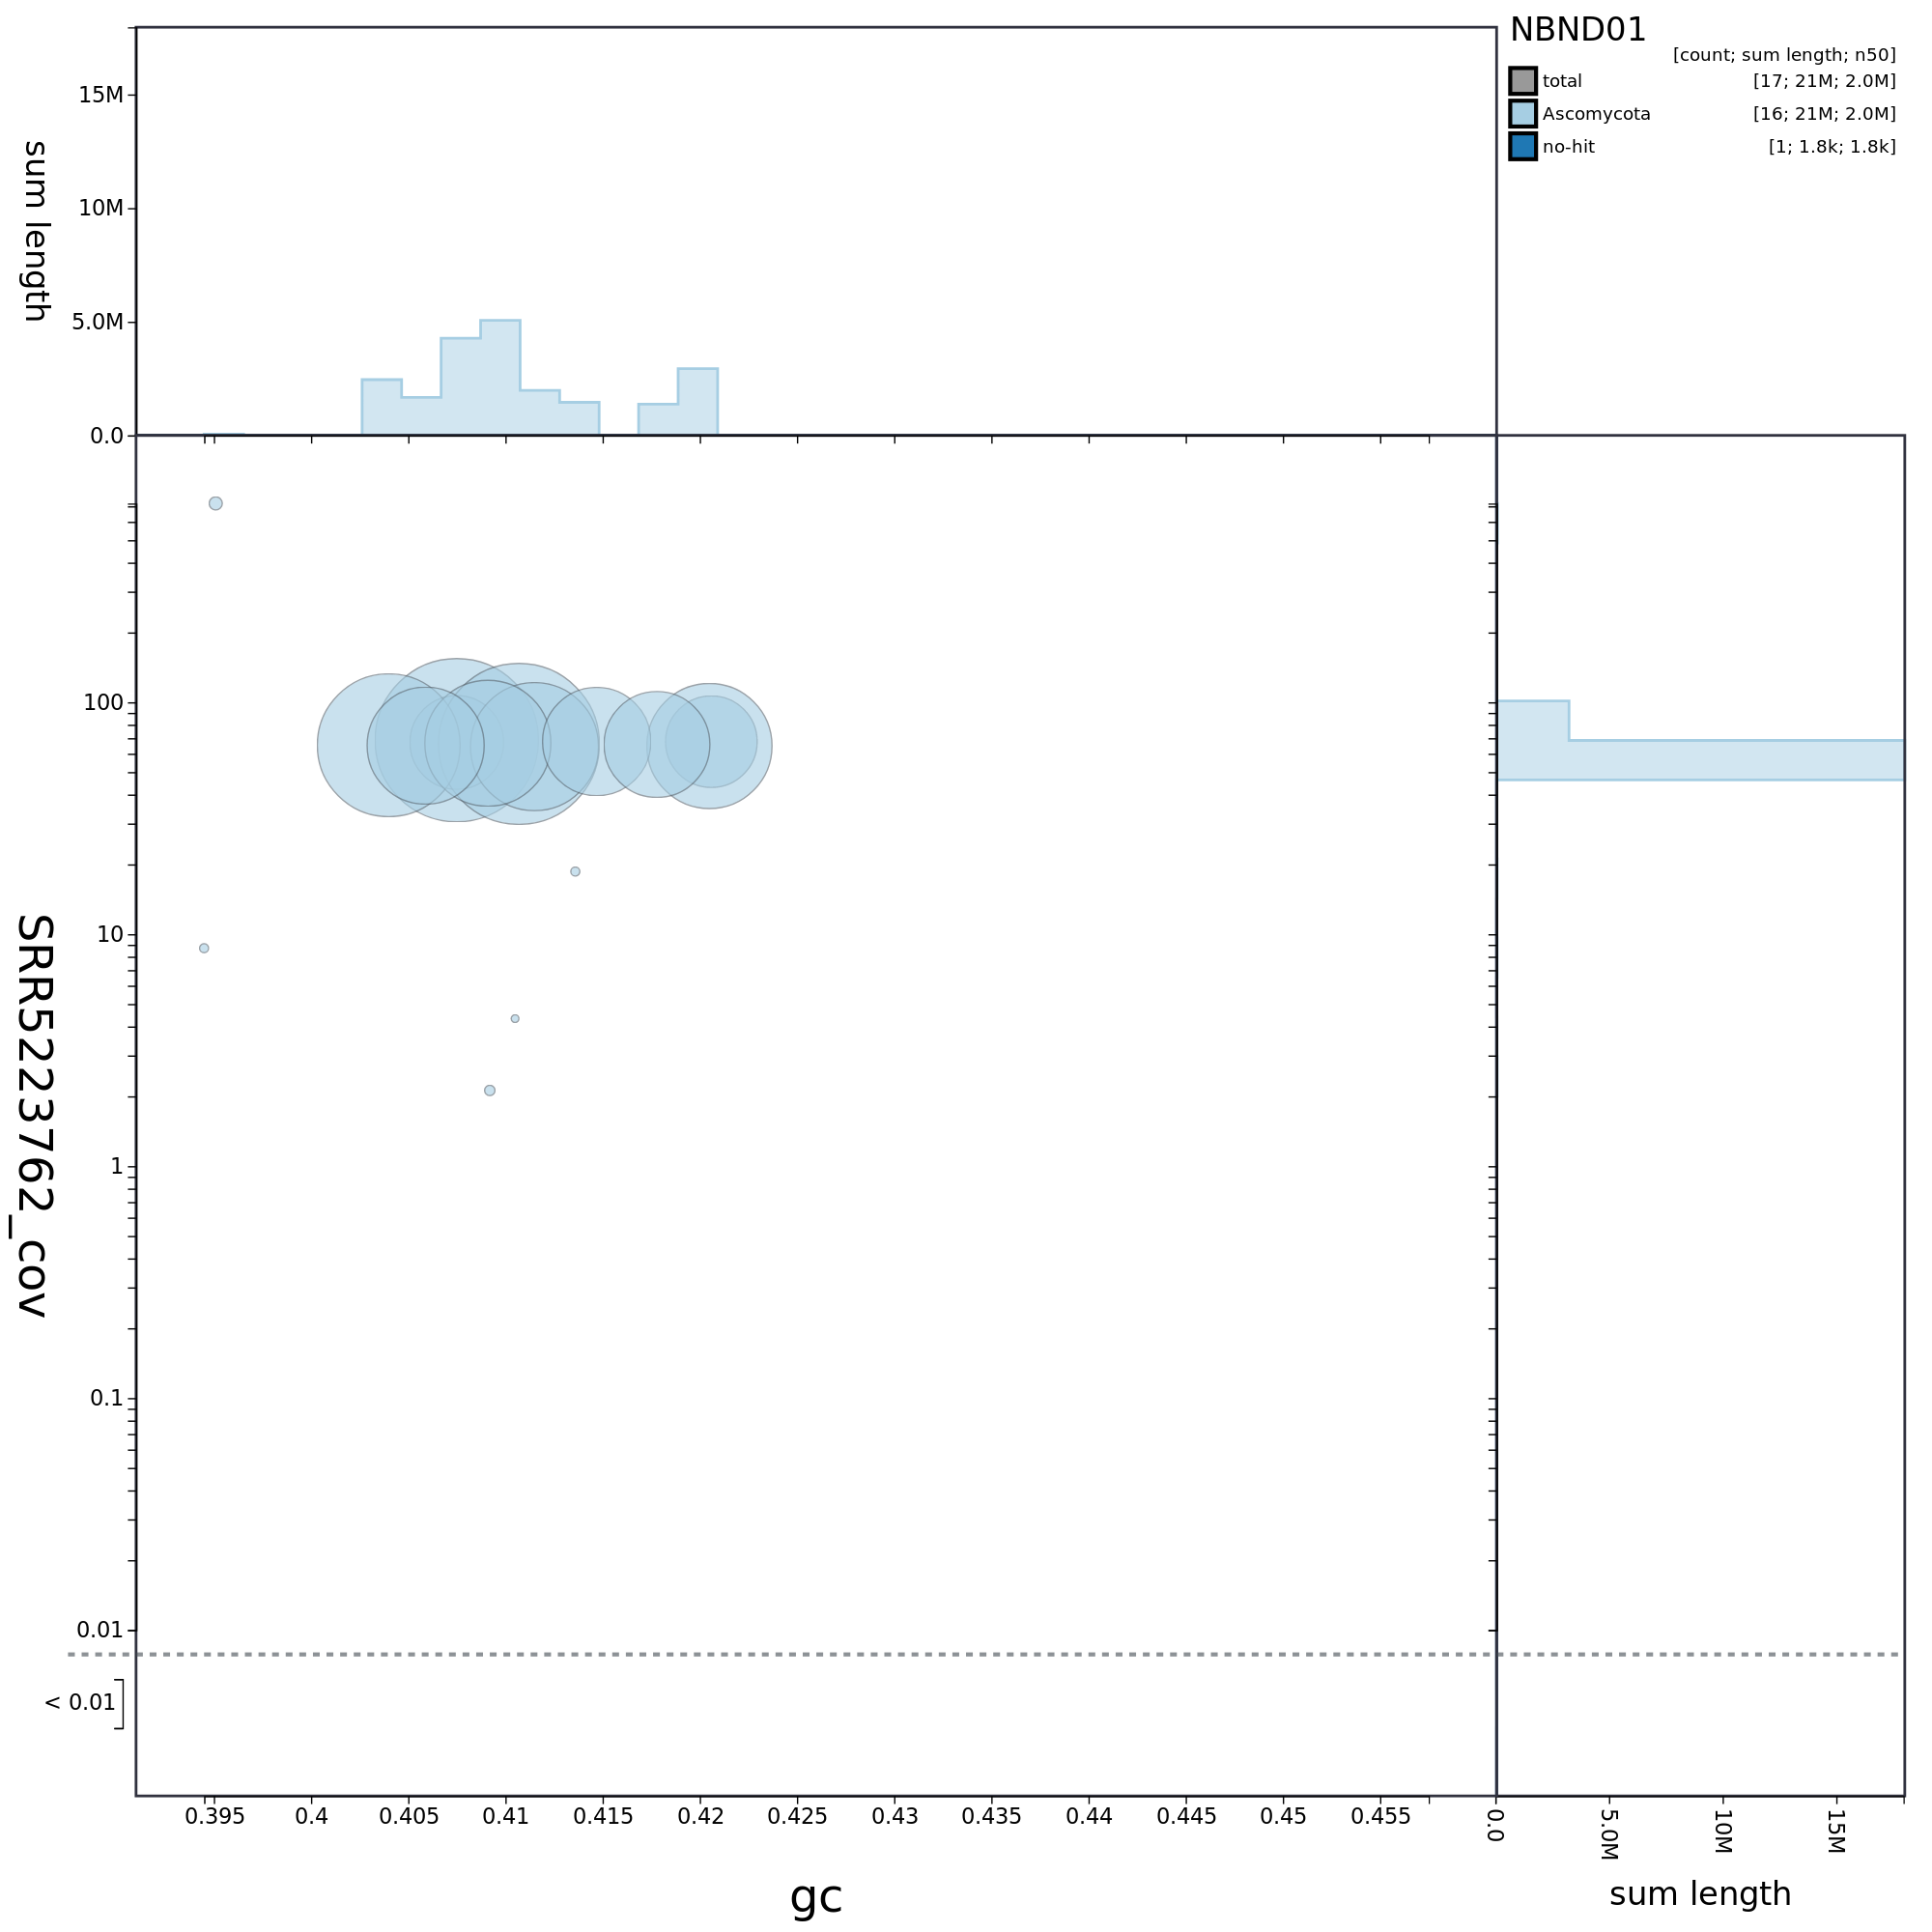 NBND01
[count; sum length; n50]
total [17; 21M; 2.0M]
Ascomycota [16; 21M; 2.0M]
no-hit [1; 1.8k; 1.8k]
sum length
15M
10M
5.0M
0.0
SRR5223762_cov
100
10
1
0.1
0.01
< 0.01
0.395 0.4 0.405 0.41 0.415 0.42 0.425 0.43 0.435 0.44 0.445 0.45 0.455
gc
0.0 5.0M 10M 15M
sum length